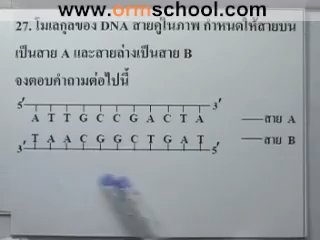 www.ormschool.com
27. โมเลกุลของ DNA สายคู่ในภาพ กำหนดให้สายบน
เป็นสาย A และสายล่างเป็นสาย B
จงตอบคำถามต่อไปนี้
5' 3'
A T T G C C G A C T A สาย A
T A A C G G C T G A T สาย B
3' 5'